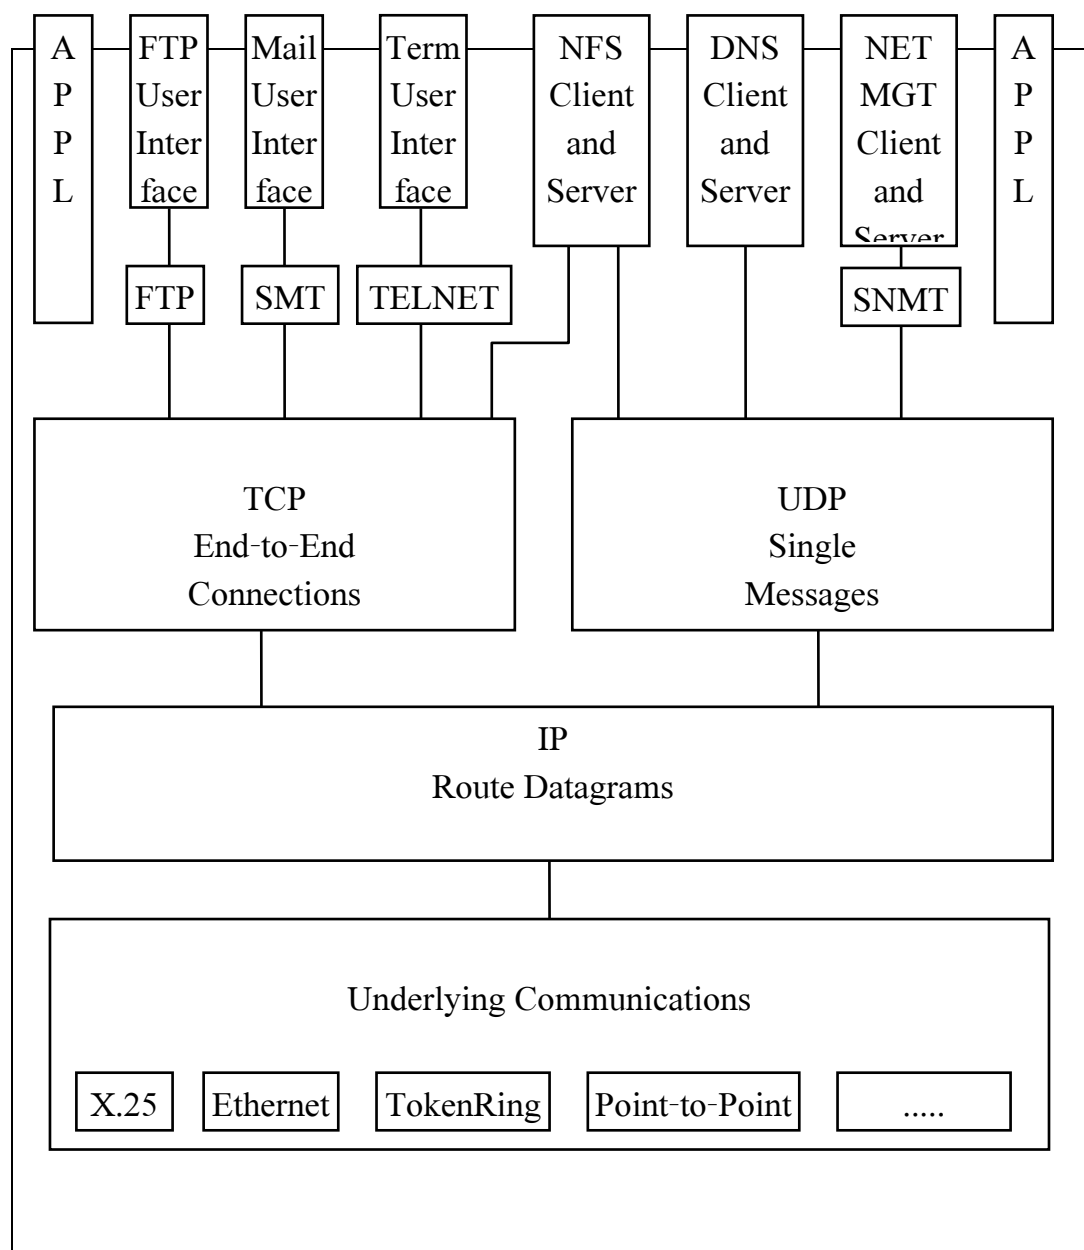 A
P
P
L
FTP
User
Inter
face
Mail
User
Inter
face
Term
User
Inter
face
NFS
Client
and
Server
DNS
Client
and
Server
NET
MGT
Client
and
Server
A
P
P
L
FTP
SMT
TELNET
SNMT
TCP
End-to-End
Connections
UDP
Single
Messages
IP
Route Datagrams
Underlying Communications
X.25
Ethernet
TokenRing
Point-to-Point
.....